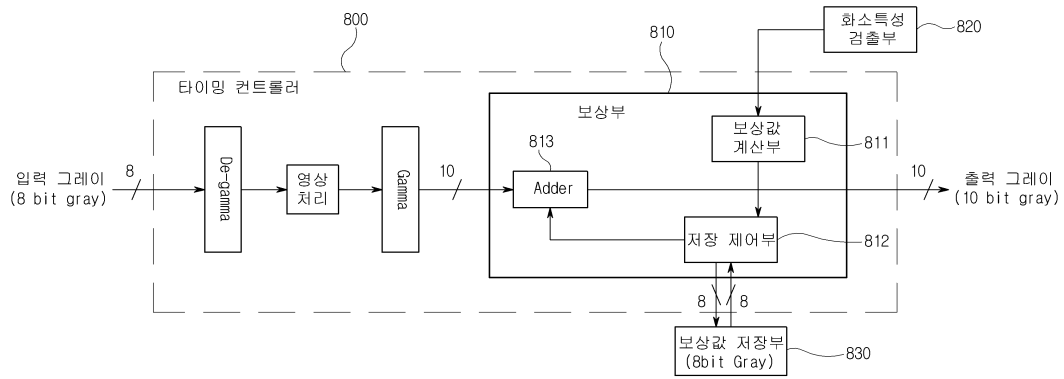 800
810
화소특성
검출부
820
타이밍 컨트롤러
보상부
보상값
계산부
811
813
입력 그레이
(8 bit gray)
8
De-gamma
영상
처리
Gamma
10
Adder
10
출력 그레이
(10 bit gray)
저장 제어부
812
8
8
보상값 저장부
(8bit Gray)
830